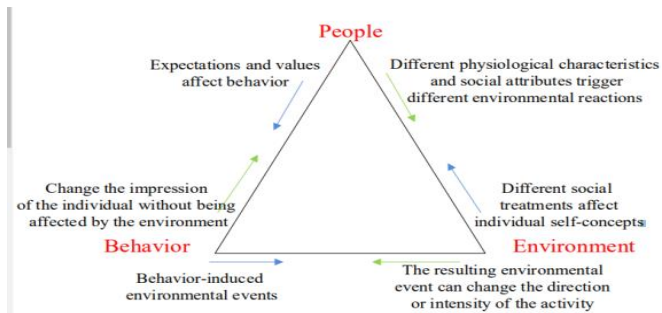 People
Expectations and values
affect behavior
Different physiological characteristics
and social attributes trigger
different environmental reactions
Change the impression
of the individual without being
affected by the environment
Different social
treatments affect
individual self-concepts
Behavior
Environment
Behavior-induced
environmental events
The resulting environmental
event can change the direction
or intensity of the activity